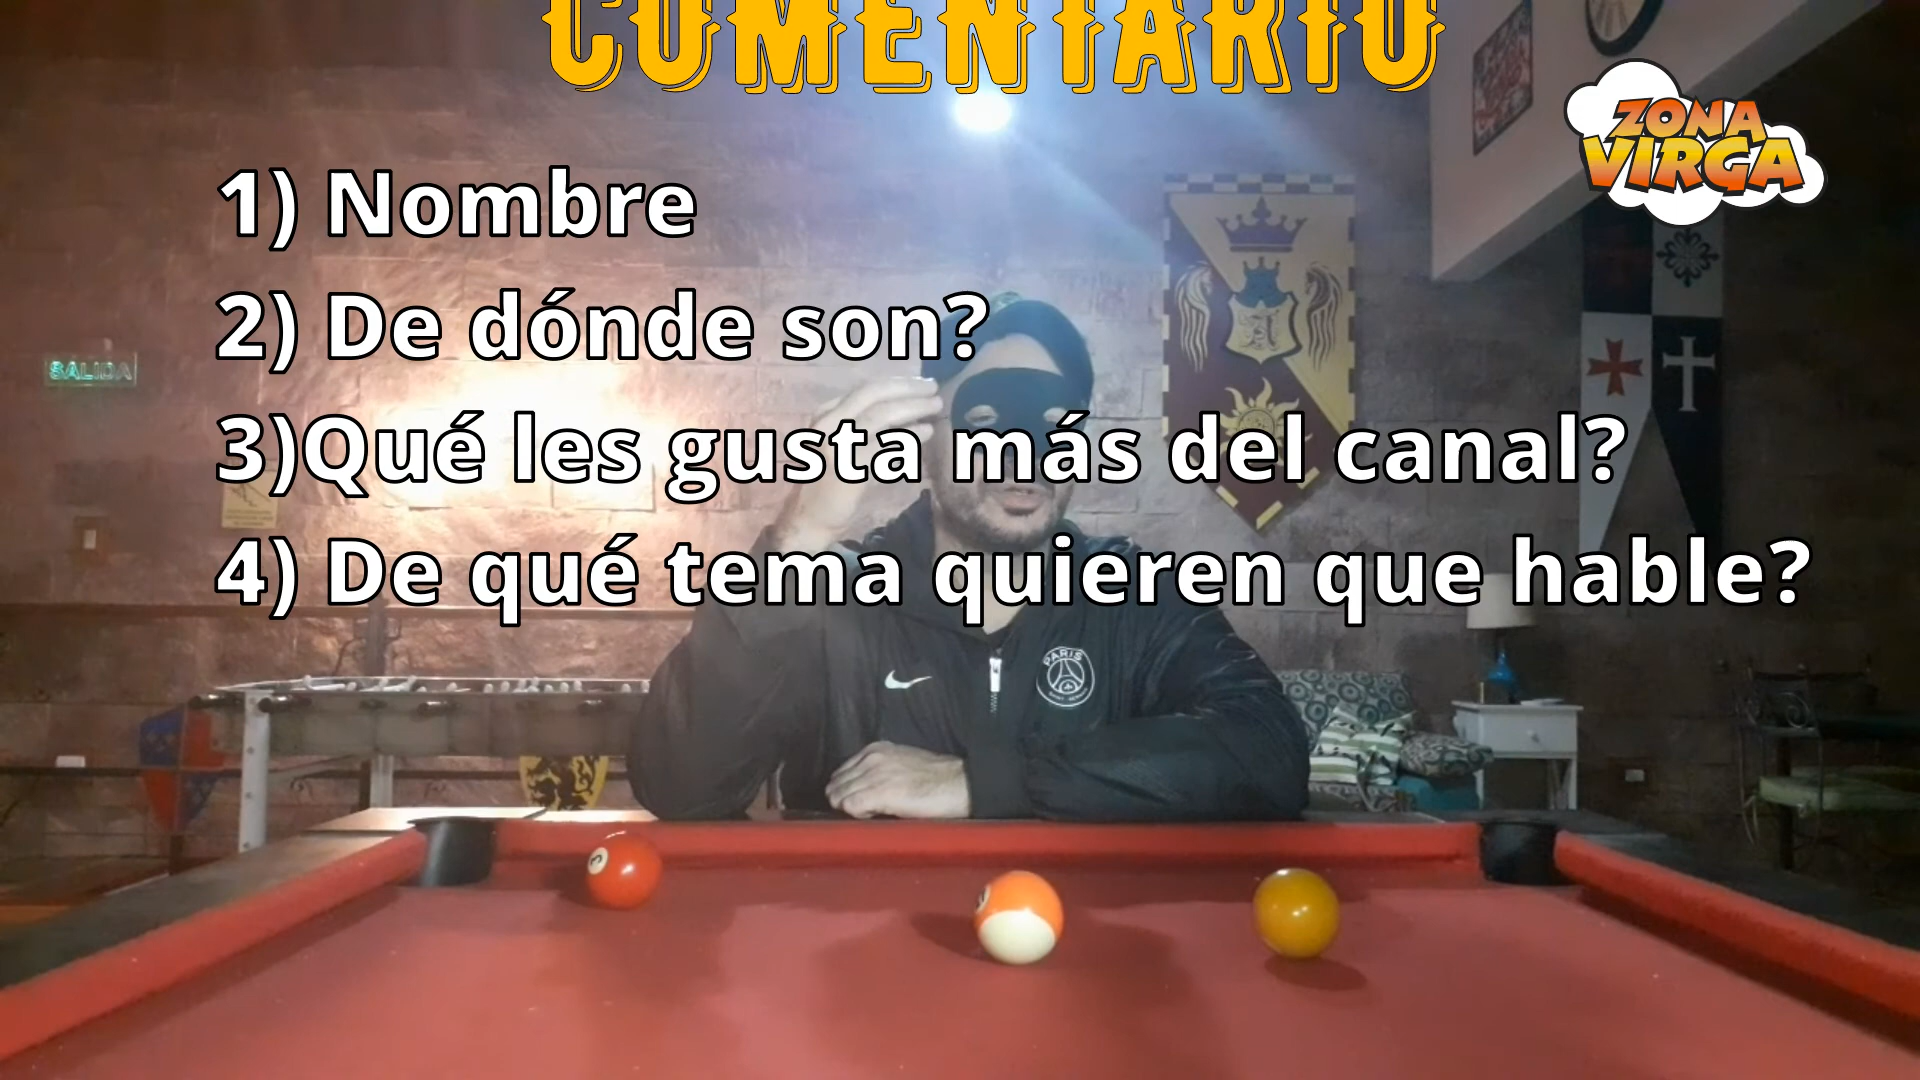 COMENTARIO
ZONA
VIRGA
1) Nombre
2) De dónde son?
3)Qué les gusta más del canal?
4) De qué tema quieren que hable?
SALIDA
PARIS
3